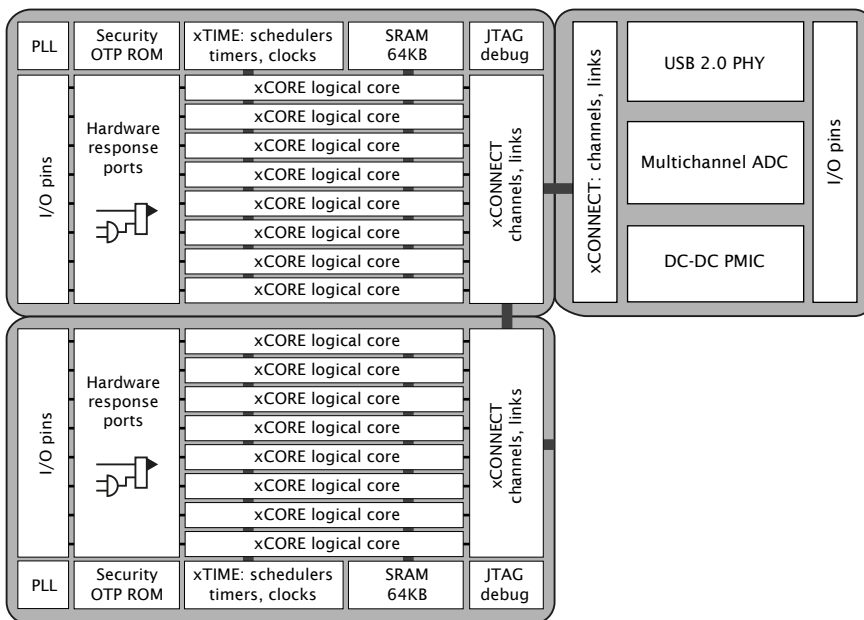 PLL
Security
OTP ROM
xTIME: schedulers
timers, clocks
SRAM
64KB
JTAG
debug
I/O pins
Hardware
response
ports
xCORE logical core
xCORE logical core
xCORE logical core
xCORE logical core
xCORE logical core
xCORE logical core
xCORE logical core
xCORE logical core
xCONNECT
channels, links
xCONNECT: channels, links
USB 2.0 PHY
Multichannel ADC
DC-DC PMIC
I/O pins
I/O pins
Hardware
response
ports
xCORE logical core
xCORE logical core
xCORE logical core
xCORE logical core
xCORE logical core
xCORE logical core
xCORE logical core
xCORE logical core
xCONNECT
channels, links
PLL
Security
OTP ROM
xTIME: schedulers
timers, clocks
SRAM
64KB
JTAG
debug